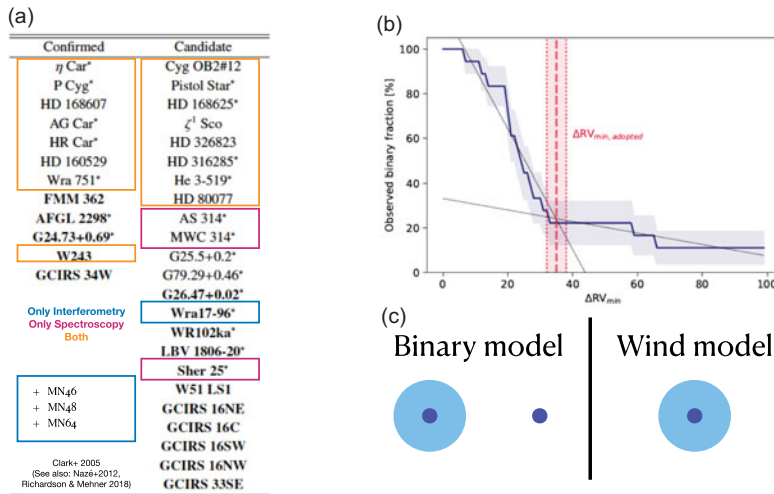 (a)
Confirmed Candidate
η Car* Cyg OB2#12
P Cyg* Pistol Star*
HD 168607 HD 168625*
AG Car* ζ¹ Sco
HR Car* HD 326823
HD 160529 HD 316285*
Wra 751* He 3-519*
FMM 362 HD 80077
AFGL 2298* AS 314*
G24.73+0.69* MWC 314*
W243 G25.5+0.2*
GCIRS 34W G79.29+0.46*
G26.47+0.02*
Only Interferometry Wra17-96*
Only Spectroscopy WR102ka*
Both LBV 1806-20*
Sher 25*
+ MN46 W51 LS1
+ MN48 GCIRS 16NE
+ MN64 GCIRS 16C
GCIRS 16SW
Clark+ 2005 GCIRS 16NW
(See also: Nazé+2012,
Richardson & Mehner 2018) GCIRS 33SE
(b)
Observed binary fraction [%]
100
80
60
40
20
0
ΔRVmin, adopted
0 20 40 60 80 100
ΔRVmin
(c)
Binary model Wind model